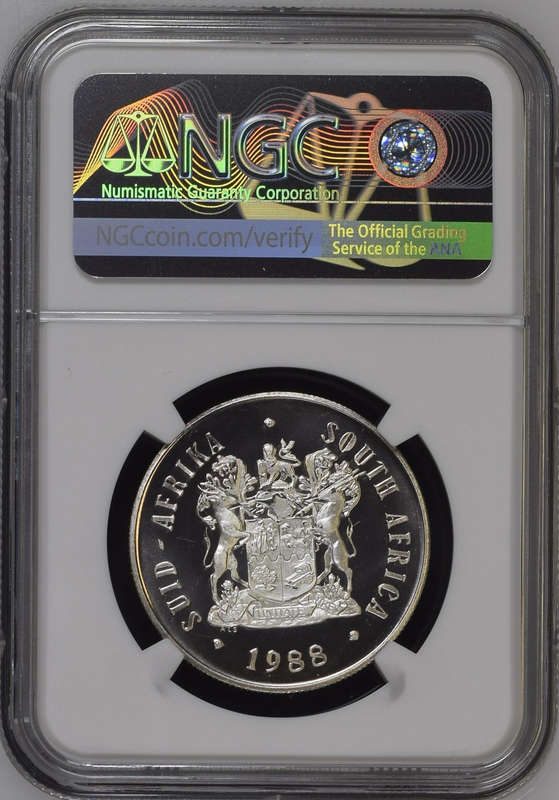 NGC
Numismatic Guaranty Corporation
NGCcoin.com/verify
The Official Grading
Service of the ANA
SUID-AFRIKA
SOUTH AFRICA
1988